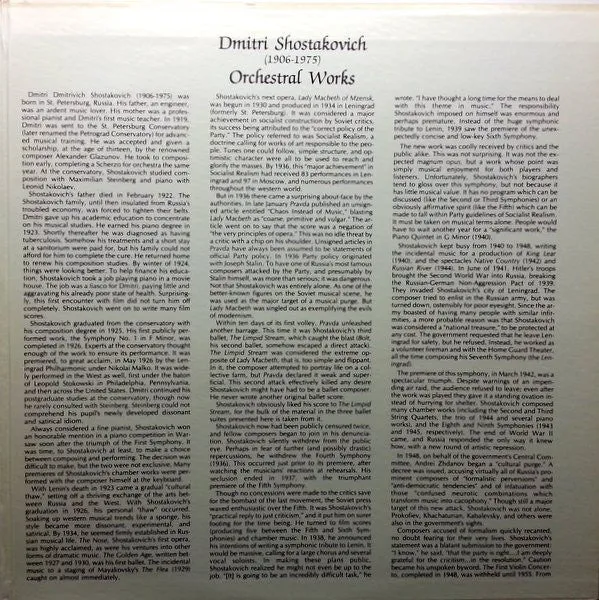 Dmitri Shostakovich
(1906-1975)
Orchestral Works
Dmitri Dmitrivich Shostakovich (1906-1975) was
born in St. Petersburg, Russia. His father, an engineer,
was an ardent music lover. His mother was a profes-
sional pianist and Dmitri's first music teacher. In 1919,
Dmitri was sent to the St. Petersburg Conservatory
(later renamed the Petrograd Conservatory) for advanc-
ed musical training. He was accepted and given a
scholarship, at the age of thirteen, by the renowned
composer Alexander Glazunov. He took to composi-
tion early, completing a Scherzo for orchestra the same
year. At the conservatory, Shostakovich studied com-
position with Maximilian Steinberg and piano with
Leonid Nikolaev.
Shostakovich's father died in February 1922. The
Shostakovich family, until then insulated from Russia's
troubled economy, was forced to tighten their belts.
Dmitri gave up his academic education to concentrate
on his musical studies. He earned his piano degree in
1923. Shortly thereafter he was diagnosed as having
tuberculosis. Somehow his treatments and a short stay
at a sanitorium were paid for, but his family could not
afford for him to complete the cure. He returned home
to renew his composition studies. By winter of 1924,
things were looking better. To help finance his educa-
tion, Shostakovich took a job playing piano in a movie
house. The job was a fiasco for Dmitri, paying little and
aggravating his already poor state of health. Surprising-
ly, this first encounter with film did not turn him off
completely. Shostakovich went on to write many film
scores.
Shostakovich graduated from the conservatory with
his composition degree in 1925. His first publicly per-
formed work, the Symphony No. 1 in F Minor, was
completed in 1926. Experts at the conservatory thought
enough of the work to ensure its performance. It was
premiered, to great acclaim, in May 1926 by the Len-
ingrad Philharmonic under Nikolai Malko. It was wide-
ly performed in the West as well, first under the baton
of Leopold Stokowski in Philadelphia, Pennsylvania,
and then across the United States. Dmitri continued his
postgraduate studies at the conservatory, though now
he rarely consulted with Steinberg. Steinberg could not
comprehend his pupil's newly developed dissonant
and satirical idiom.
Always considered a fine pianist, Shostakovich won
an honorable mention in a piano competition in War-
saw soon after the triumph of the First Symphony. It
was time, to Shostakovich at least, to make a choice
between composing and performing. The decision was
difficult to make, but the two were not exclusive. Many
premieres of Shostakovich's chamber works were per-
formed with the composer himself at the keyboard.
With Lenin's death in 1923 came a gradual "cultural
thaw," setting off a thriving exchange of the arts bet-
ween Russia and the West. With Shostakovich's
graduation in 1926, his personal "thaw" occurred.
Soaking up western musical trends like a sponge, his
style became more dissonant, experimental, and
satirical. By 1934, he seemed firmly established in Rus-
sian musical life. The Nose, Shostakovich's first opera,
was highly acclaimed, as were his ventures into other
forms of dramatic music. The Golden Age, written bet-
ween 1927 and 1930, was his first ballet. The incidental
music to a staging of Mayakovsky's The Flea (1929)
caught on almost immediately.
Shostakovich's next opera, Lady Macbeth of Mzensk,
was begun in 1930 and produced in 1934 in Leningrad
(formerly St. Petersburg). It was considered a major
achievement in socialist construction by Soviet critics,
its success being attributed to the "correct policy of the
Party." The policy referred to was Socialist Realism, a
doctrine calling for works of art responsible to the peo-
ple. Tunes one could follow, simple structure, and op-
timistic character were all to be used to reach and
glorify the masses. By 1936, this "major achievement" in
Socialist Realism had received 83 performances in Len-
ingrad and 97 in Moscow, and numerous performances
throughout the western world.
But in 1936 there came a surprising about-face by the
authorities. In late January Pravda published an unsign-
ed article entitled "Chaos Instead of Music," blasting
Lady Macbeth as "coarse, primitive and vulgar." The ar-
ticle went on to say that the score was a negation of
"the very principles of opera." This was no idle threat by
a critic with a chip on his shoulder. Unsigned articles in
Pravda have always been assumed to be statements of
official Party policy. In 1936 Party policy originated
with Joseph Stalin. To have one of Russia's most famous
composers attacked by the Party, and presumably by
Stalin himself, was more than serious; it was dangerous.
Not that Shostakovich was entirely alone. As one of the
better-known figures on the Soviet musical scene, he
was used as the major target of a musical purge. But
Lady Macbeth was singled out as exemplifying the evils
of modernism.
Within ten days of its first volley, Pravda unleashed
another barrage. This time it was Shostakovich's third
ballet, The Limpid Stream, which caught the blast (Bolt,
his second ballet, somehow escaped a direct attack).
The Limpid Stream was considered the extreme op-
posite of Lady Macbeth, that is, too simple and flippant.
In it, the composer attempted to portray life on a col-
lective farm, but Pravda declared it weak and super-
ficial. This second attack effectively killed any desire
Shostakovich might have had to be a ballet composer.
He never wrote another original ballet score.
Shostakovich obviously liked his score to The Limpid
Stream, for the bulk of the material in the three ballet
suites presented here is taken from it.
Shostakovich now had been publicly censured twice,
and fellow composers began to join in his denuncia-
tion. Shostakovich silently withdrew from the public
eye. Perhaps in fear of further (and possibly drastic)
repercussions, he withdrew the Fourth Symphony
(1936). This occurred just prior to its premiere, after
watching the musicians' reactions at rehearsals. His
seclusion ended in 1937, with the triumphant
premiere of the Fifth Symphony.
Though no concessions were made to the critics save
for the bombast of the last movement, the Soviet press
waved enthusiastic over the Fifth. It was Shostakovich's
"practical reply to just criticism," and it put him on surer
footing for the time being. He turned to film scores
(producing five between the Fifth and Sixth Sym-
phonies) and chamber music. In 1938, he announced
his intentions of writing a symphonic tribute to Lenin. It
would be massive, calling for a large chorus and several
vocal soloists. In making these plans public,
Shostakovich realized he might not even be up to the
job. "[It] is going to be an incredibly difficult task," he
wrote. "I have thought a long time for the means to deal
with this theme in music." The responsibility
Shostakovich imposed on himself was enormous and
perhaps premature. Instead of the huge symphonic
tribute to Lenin, 1939 saw the premiere of the unex-
pectedly concise and low-key Sixth Symphony.
The new work was coolly received by critics and the
public alike. This was not surprising. It was not the ex-
pected magnum opus, but a work whose point was
simply musical enjoyment for both players and
listeners. Unfortunately, Shostakovich's biographers
tend to gloss over this symphony, but not because it
has little musical value. It has no program which can be
discussed (like the Second or Third Symphonies) or an
obviously affirmative spirit (like the Fifth) which can be
made to fall within Party guidelines of Socialist Realism.
It must be taken on musical terms alone. People would
have to wait another year for a "significant work," the
Piano Quintet in G Minor (1940).
Shostakovich kept busy from 1940 to 1948, writing
the incidental music for a production of King Lear
(1940), and the spectacles Native Country (1942) and
Russian River (1944). In June of 1941, Hitler's troops
brought the Second World War into Russia, breaking
the Russian-German Non-Aggression Pact of 1939.
They invaded Shostakovich's city of Leningrad. The
composer tried to enlist in the Russian army, but was
turned down, ostensibly for poor eyesight. Since the ar-
my boasted of having many people with similar infir-
mities, a more probable reason was that Shostakovich
was considered a "national treasure," to be protected at
any cost. The government requested that he leave Len-
ingrad for safety, but he refused. Instead, he worked as
a volunteer fireman and with the Home Guard Theater,
all the time composing his Seventh Symphony (the Len-
ingrad).
The premiere of this symphony, in March 1942, was a
spectacular triumph. Despite warnings of an impen-
ding air raid, the audience refused to leave; even after
the work was played they gave it a standing ovation in-
stead of hurrying for shelter. Shostakovich composed
many chamber works (including the Second and Third
String Quartets, the trio of 1944 and several piano
works), and the Eighth and Ninth Symphonies (1943
and 1945, respectively). The end of World War II
came, and Russia responded the only way it knew
how, with a new round of artistic repression.
In 1948, on behalf of the government's Central Com-
mittee, Andrei Zhdanov began a "cultural purge." A
decree was issued, accusing virtually all of Russia's pro-
minent composers of "formalistic perversions" and
"anti-democratic tendencies" and of infatuation with
those "confused neurotic combinations which
transform music into cacophony." Though still a major
target of this new attack, Shostakovich was not alone.
Prokofiev, Khachaturian, Kabalevsky, and others were
also in the government's sights.
Composers accused of formalism quickly recanted,
no doubt fearing for their very lives. Shostakovich's
statement was a blatant submission to the government:
"I know," he said, "that the party is right...I am deeply
grateful for the criticism...in the resolution." Caution
became his unspoken byword. The First Violin Concer-
to, completed in 1948, was withheld until 1955. From